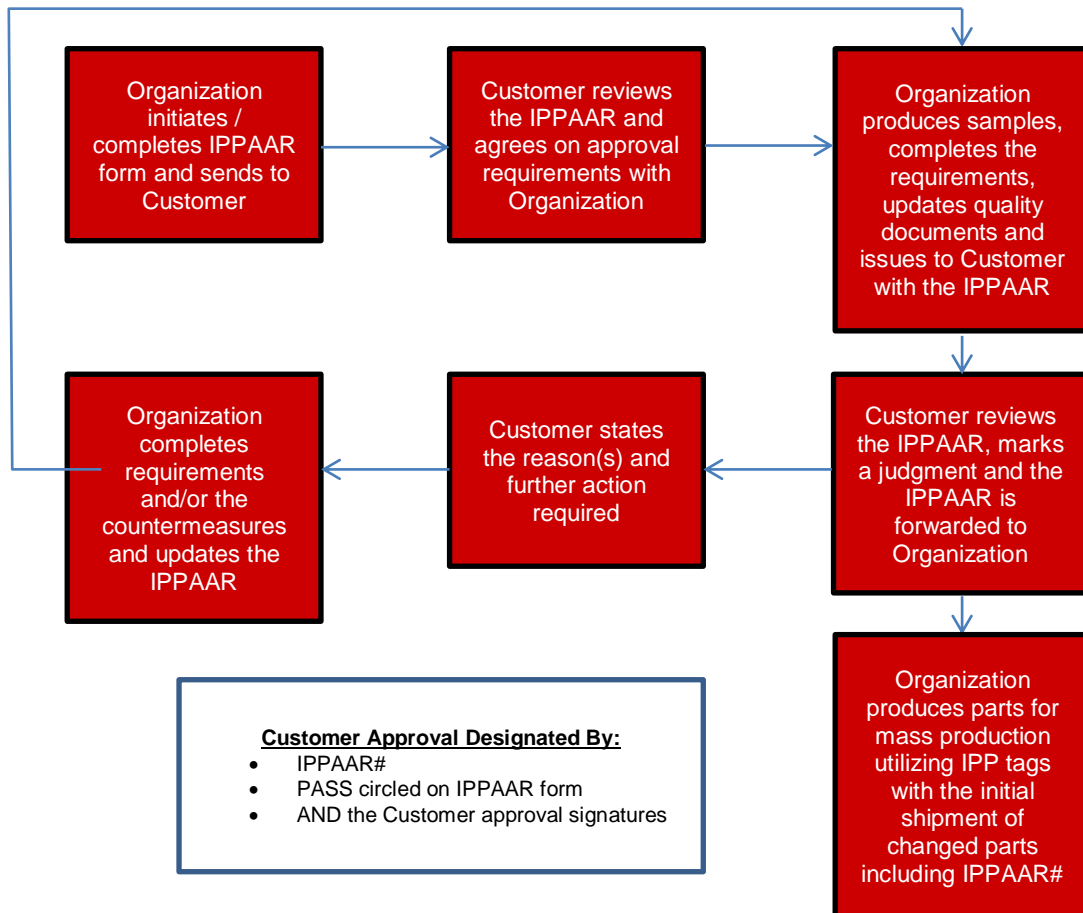 Organization
initiates /
completes IPPAAR
form and sends to
Customer
Customer reviews
the IPPAAR and
agrees on approval
requirements with
Organization
Organization
produces samples,
completes the
requirements,
updates quality
documents and
issues to Customer
with the IPPAAR
Customer reviews
the IPPAAR, marks
a judgment and the
IPPAAR is
forwarded to
Organization
Customer states
the reason(s) and
further action
required
Organization
completes
requirements
and/or the
countermeasures
and updates the
IPPAAR
Organization
produces parts for
mass production
utilizing IPP tags
with the initial
shipment of
changed parts
including IPPAAR#
Customer Approval Designated By:
• IPPAAR#
• PASS circled on IPPAAR form
• AND the Customer approval signatures